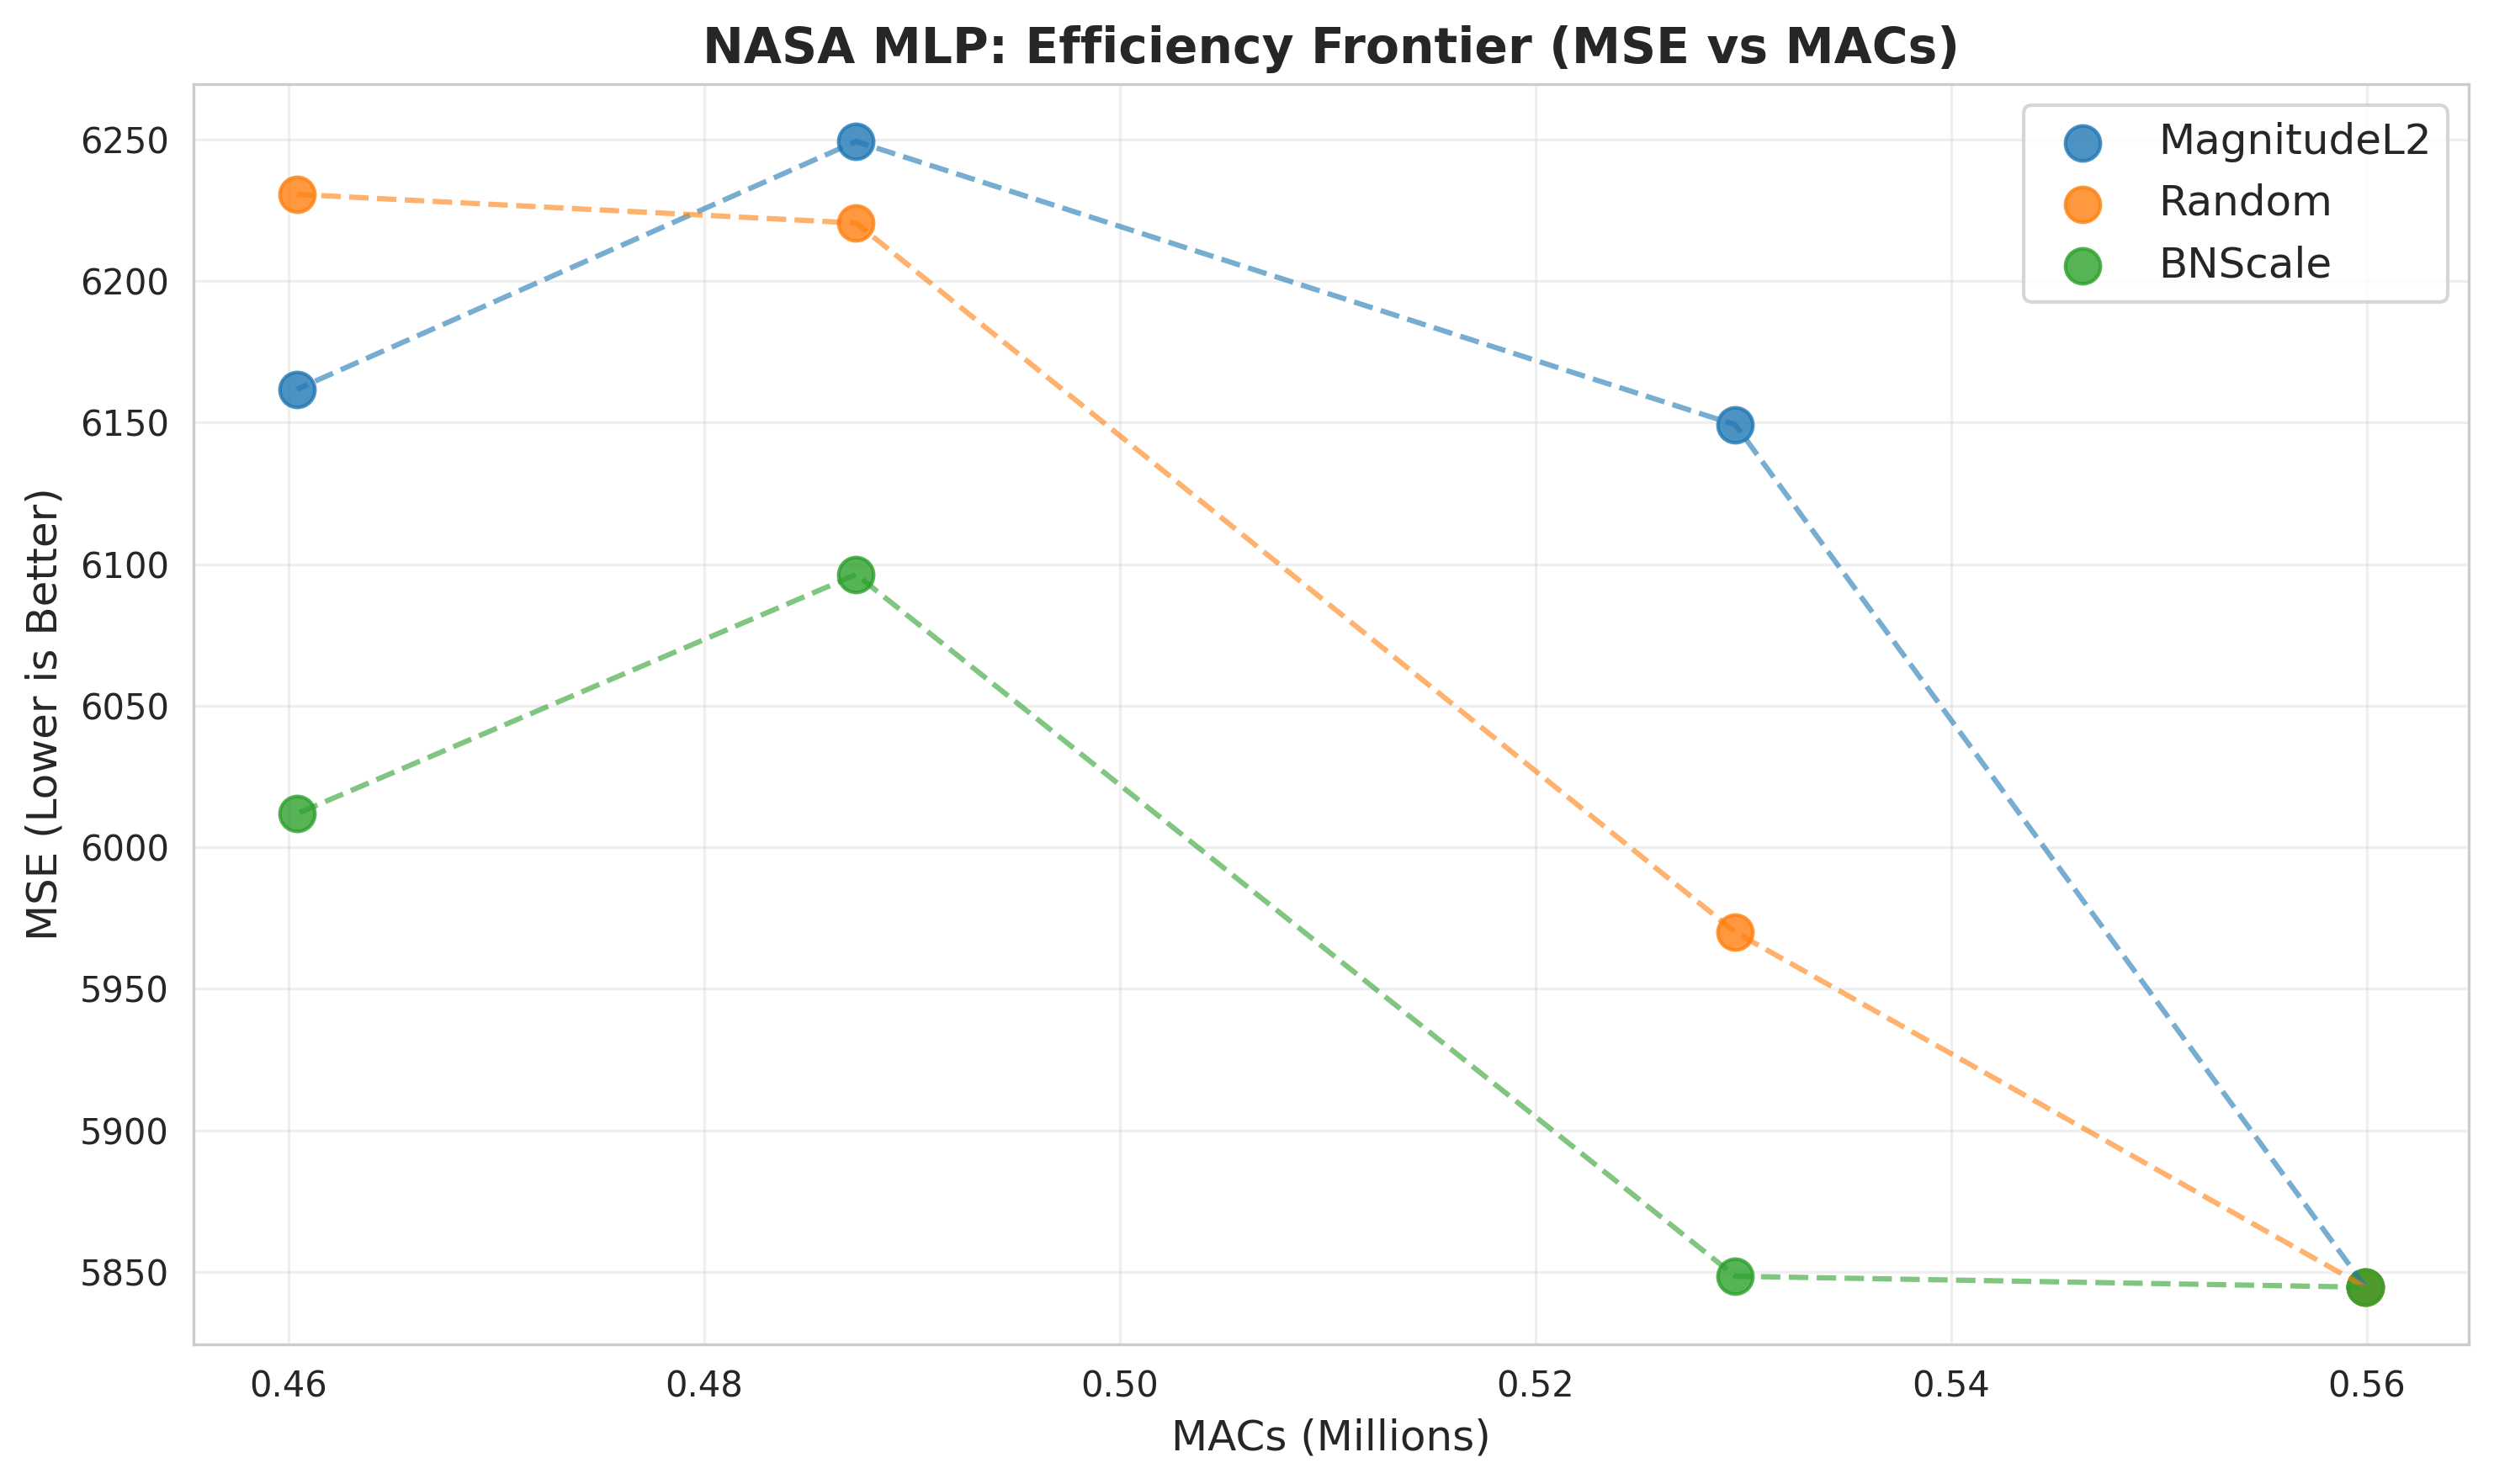 NASA MLP: Efficiency Frontier (MSE vs MACs)
MagnitudeL2
Random
BNScale
MSE (Lower is Better)
6250
6200
6150
6100
6050
6000
5950
5900
5850
0.46 0.48 0.50 0.52 0.54 0.56
MACs (Millions)